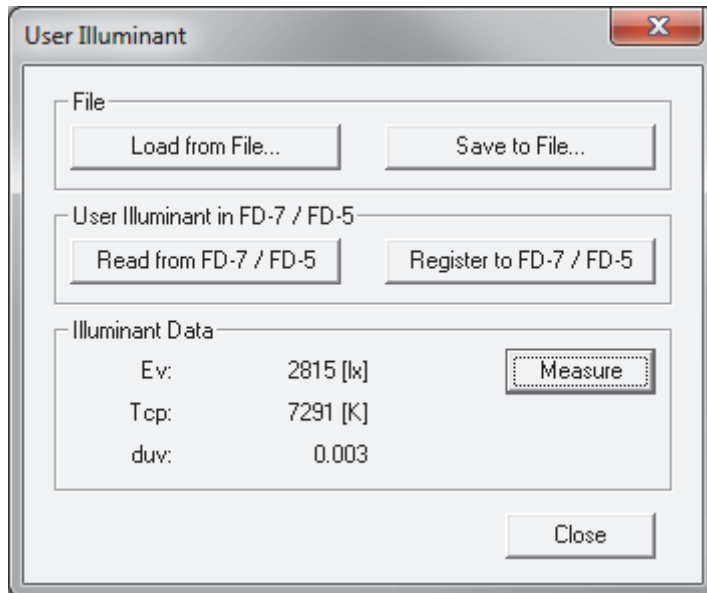 User Illuminant
File
Load from File...
Save to File...
User Illuminant in FD-7 / FD-5
Read from FD-7 / FD-5
Register to FD-7 / FD-5
Illuminant Data
Ev: 2815 [lx]
Measure
Tcp: 7291 [K]
duv: 0.003
Close